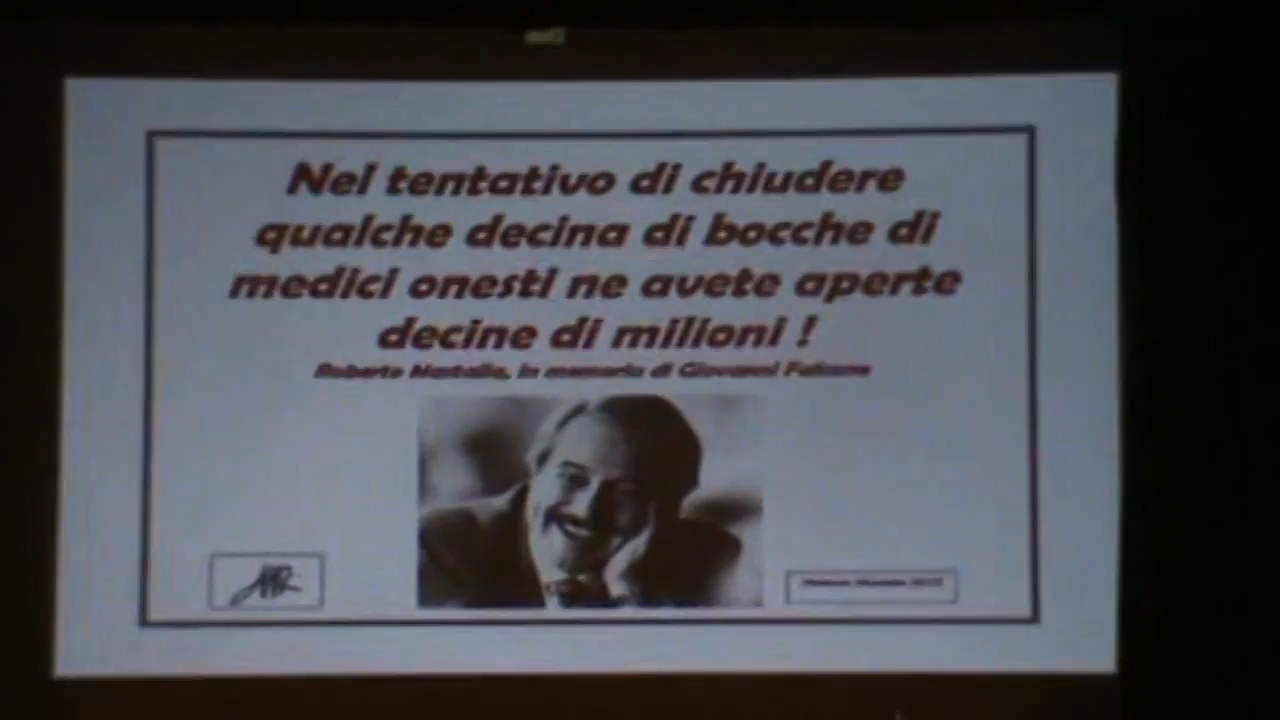 Nel tentativo di chiudere
qualche decina di bocche di
medici onesti ne avete aperte
decine di milioni !
Roberto in memoria di Giovanni Falcone